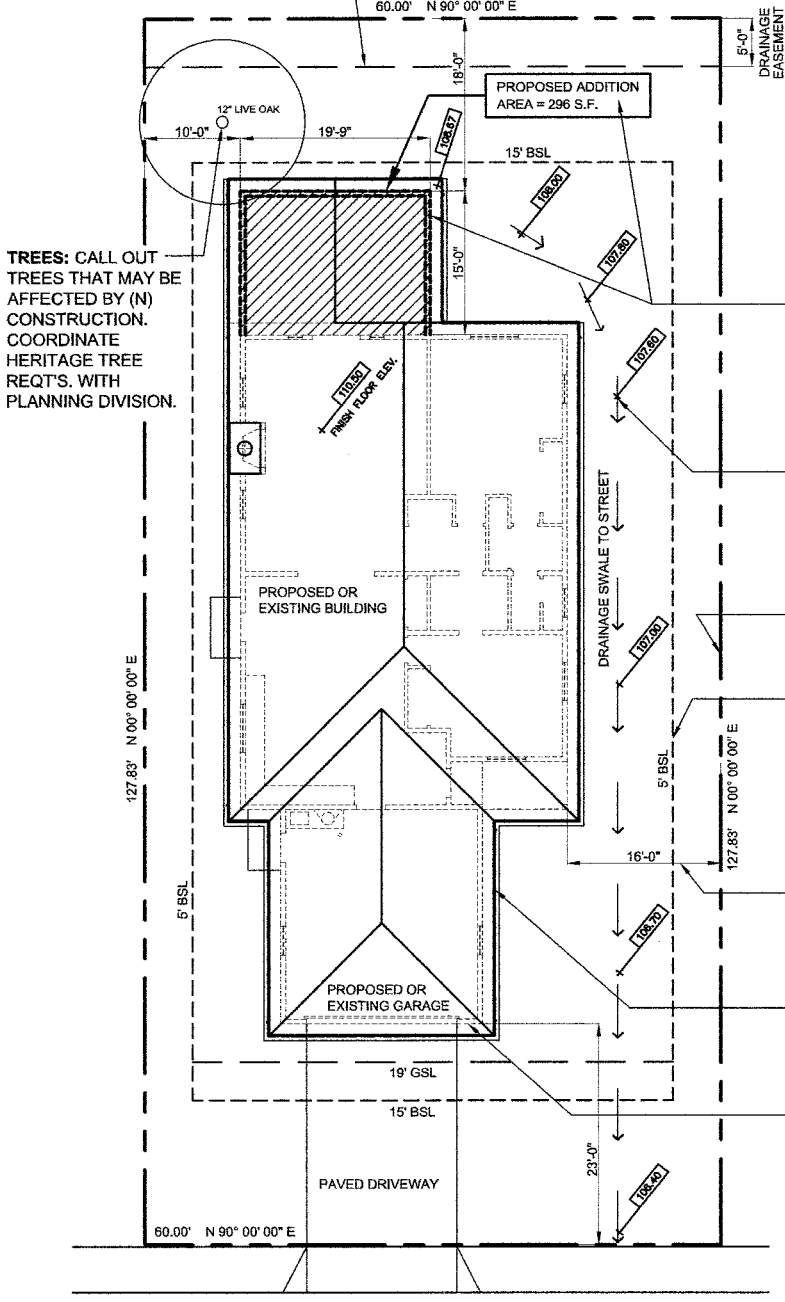 60.00'    N 90° 00' 00" E
5'-0"
DRAINAGE
EASEMENT
18'-0"
PROPOSED ADDITION
AREA = 296 S.F.
12" LIVE OAK
10'-0"
19'-9"
108.67
15' BSL
108.00
107.80
15'-0"
TREES: CALL OUT
TREES THAT MAY BE
AFFECTED BY (N)
CONSTRUCTION.
COORDINATE
HERITAGE TREE
REQT'S. WITH
PLANNING DIVISION.
107.60
110.50
FINISH FLOOR ELEV.
DRAINAGE SWALE TO STREET
PROPOSED OR
EXISTING BUILDING
107.00
127.83'    N 00° 00' 00" E
5' BSL
127.83'    N 00° 00' 00" E
16'-0"
5' BSL
106.70
PROPOSED OR
EXISTING GARAGE
19' GSL
15' BSL
23'-0"
PAVED DRIVEWAY
106.40
60.00'    N 90° 00' 00" E